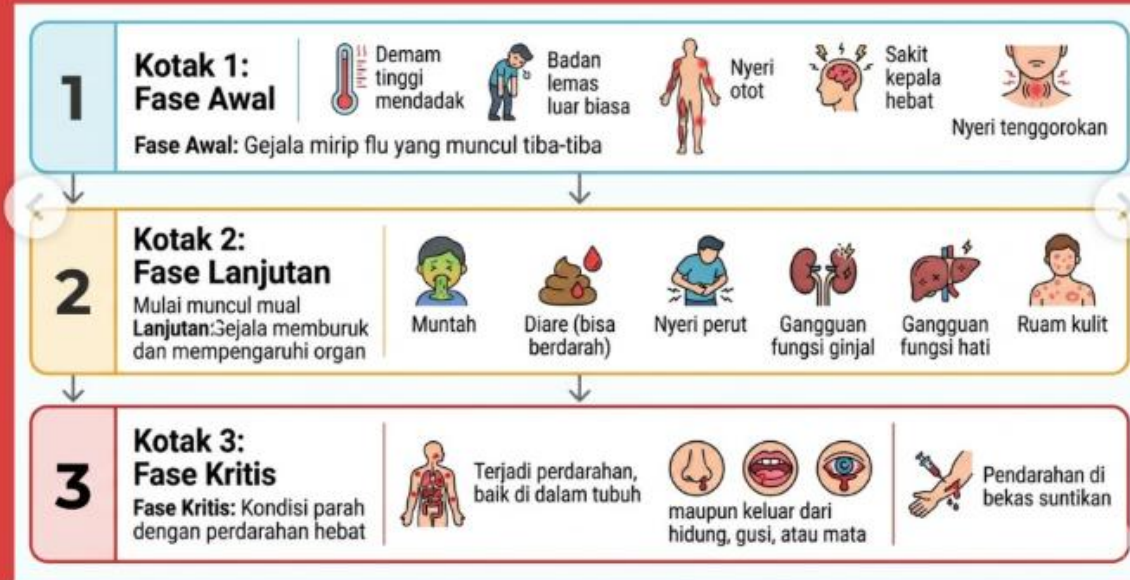 1
Kotak 1:
Fase Awal
Demam
tinggi
mendadak
Badan
lemas
luar biasa
Nyeri
otot
Sakit
kepala
hebat
Nyeri tenggorokan
Fase Awal: Gejala mirip flu yang muncul tiba-tiba
2
Kotak 2:
Fase Lanjutan
Mulai muncul mual
Lanjutan:Gejala memburuk
dan mempengaruhi organ
Muntah
Diare (bisa
berdarah)
Nyeri perut
Gangguan
fungsi ginjal
Gangguan
fungsi hati
Ruam kulit
3
Kotak 3:
Fase Kritis
Fase Kritis: Kondisi parah
dengan perdarahan hebat
Terjadi perdarahan,
baik di dalam tubuh
maupun keluar dari
hidung, gusi, atau mata
Pendarahan di
bekas suntikan